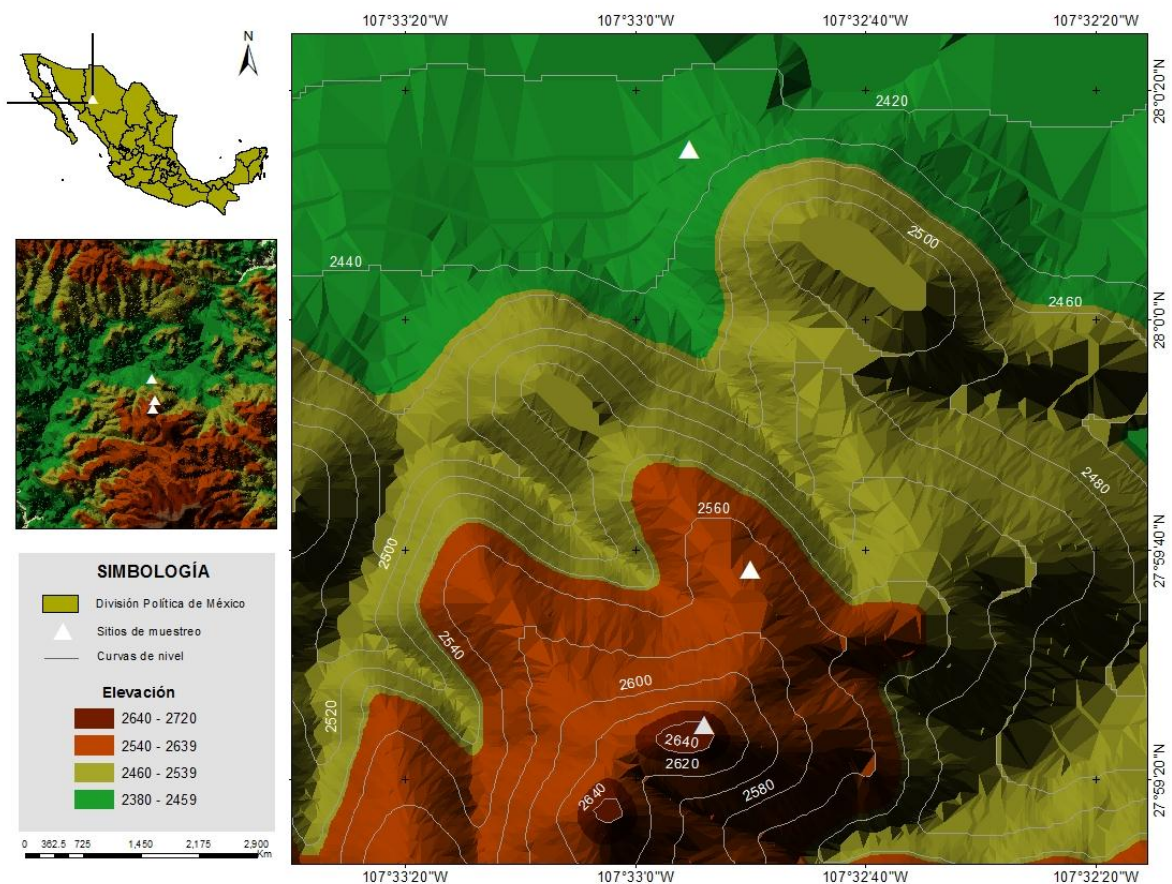 107°33'20"W 107°33'0"W 107°32'40"W 107°32'20"W
N
28°0'20"N
28°0'0"N
27°59'40"N
27°59'20"N
2420
2440
2500
2460
2480
2560
2500
2540
2600
2520
2640
2620
2580
2640
SIMBOLOGÍA
División Política de México
Sitios de muestreo
Curvas de nivel
Elevación
2640 - 2720
2540 - 2639
2460 - 2539
2380 - 2459
0 362.5 725 1,450 2,175 2,900
Km
107°33'20"W 107°33'0"W 107°32'40"W 107°32'20"W